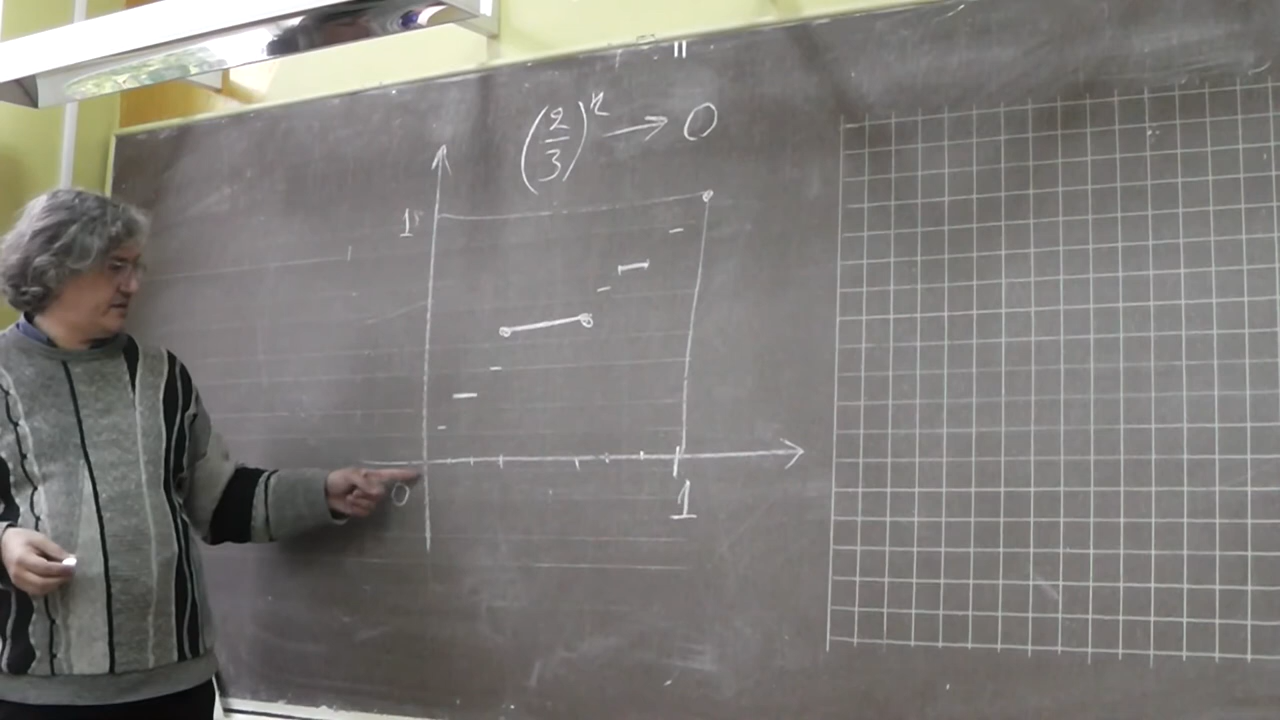 (2/3)^n → 0
1
0
1